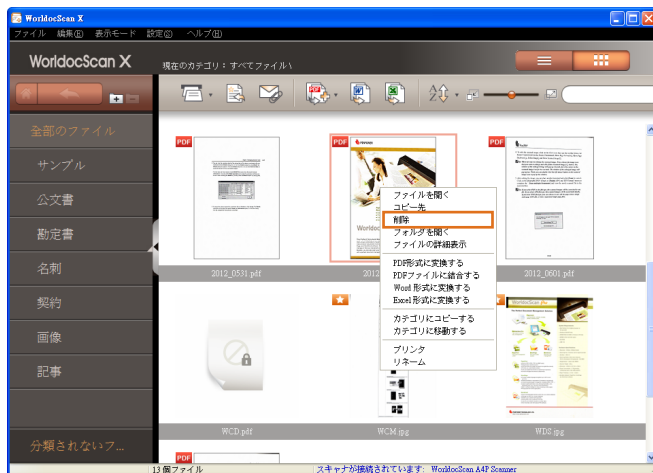 WorldocScan X
ファイル 編集(E) 表示モード 設定(S) ヘルプ(H)
WorldocScan X
現在のカテゴリ： すべてファイル\
全部のファイル
サンプル
公文書
勘定書
名刺
契約
画像
記事
分類されないフ...
PDF
PDF
PDF
2012_0531.pdf
2012
2012_0601.pdf
ファイルを開く
コピー先
削除
フォルダを開く
ファイルの詳細表示
PDF形式に変換する
PDFファイルに結合する
Word 形式に変換する
Excel 形式に変換する
カテゴリにコピーする
カテゴリに移動する
プリンタ
リネーム
WorldocScan Pro
WCD.pdf
WCM.jpg
WDS.jpg
PDF
13 個ファイル
スキャナが接続されています: WorldocScan A4P Scanner